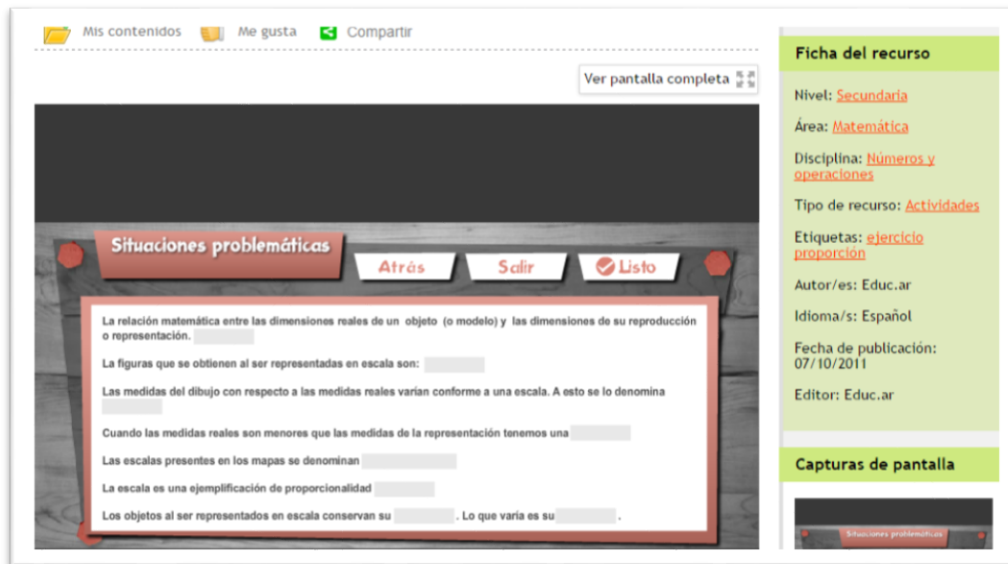 Mis contenidos Me gusta Compartir
Ver pantalla completa
Situaciones problemáticas
Atrás Salir Listo
La relación matemática entre las dimensiones reales de un objeto (o modelo) y las dimensiones de su reproducción
o representación.
La figuras que se obtienen al ser representadas en escala son:
Las medidas del dibujo con respecto a las medidas reales varían conforme a una escala. A esto se lo denomina
Cuando las medidas reales son menores que las medidas de la representación tenemos una
Las escalas presentes en los mapas se denominan
La escala es una ejemplificación de proporcionalidad
Los objetos al ser representados en escala conservan su . Lo que varía es su .
Ficha del recurso
Nivel: Secundaria
Área: Matemática
Disciplina: Números y
operaciones
Tipo de recurso: Actividades
Etiquetas: ejercicio
proporción
Autor/es: Educ.ar
Idioma/s: Español
Fecha de publicación:
07/10/2011
Editor: Educ.ar
Capturas de pantalla
Situaciones problemáticas